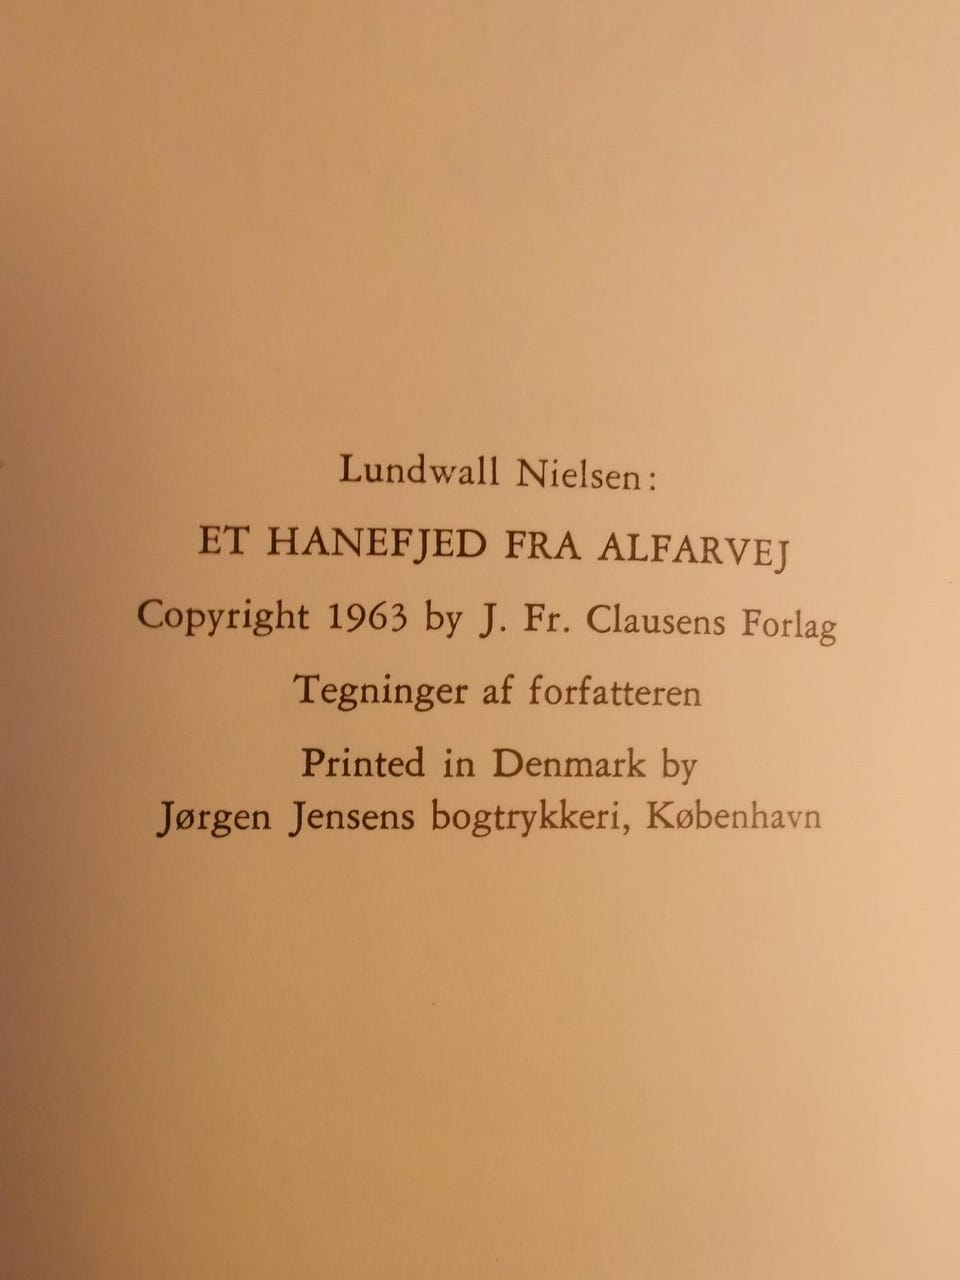 Lundwall Nielsen:
ET HANEFJED FRA ALFARVEJ
Copyright 1963 by J. Fr. Clausens Forlag
Tegninger af forfatteren
Printed in Denmark by
Jørgen Jensens bogtrykkeri, København